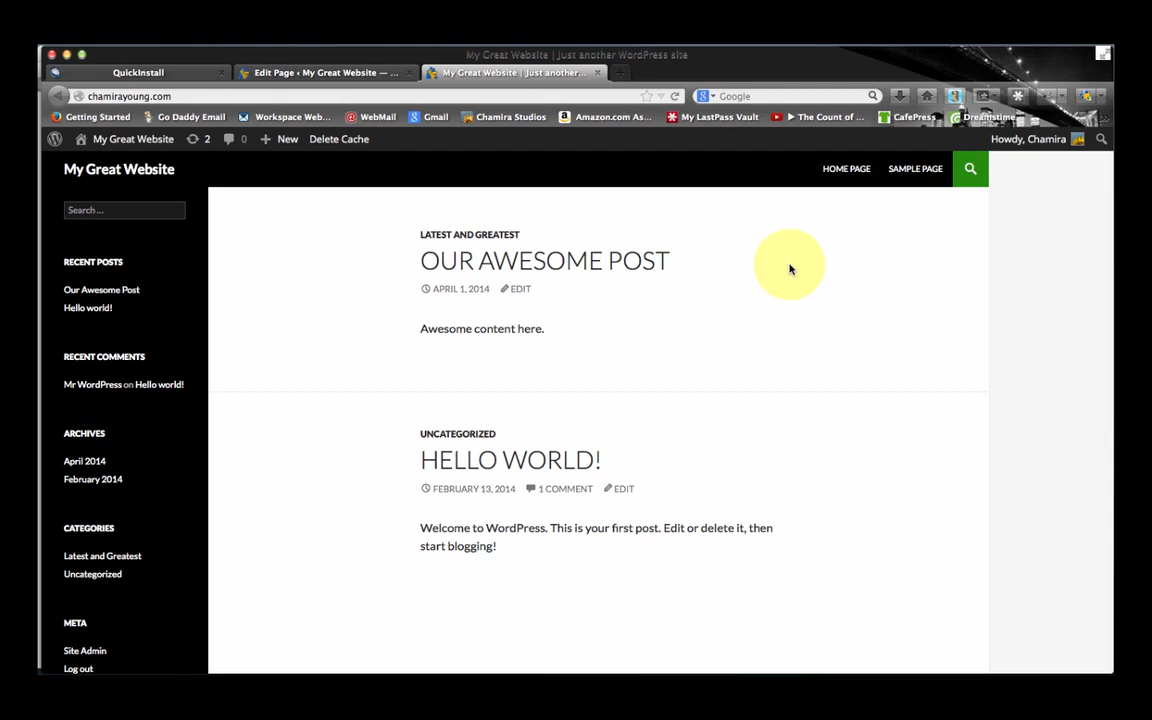 My Great Website | Just another WordPress site
QuickInstall
Edit Page ‹ My Great Website — ...
My Great Website | Just another...
chamirayoung.com
Google
Getting Started
Go Daddy Email
Workspace Web...
WebMail
Gmail
Chamira Studios
Amazon.com As...
My LastPass Vault
▶ The Count of ...
CafePress
Dreamstime
My Great Website
2
0
New
Delete Cache
Howdy, Chamira
My Great Website
HOME PAGE
SAMPLE PAGE
Search ...
RECENT POSTS
Our Awesome Post
Hello world!
RECENT COMMENTS
Mr WordPress on Hello world!
ARCHIVES
April 2014
February 2014
CATEGORIES
Latest and Greatest
Uncategorized
META
Site Admin
Log out
LATEST AND GREATEST
OUR AWESOME POST
APRIL 1, 2014 EDIT
Awesome content here.
UNCATEGORIZED
HELLO WORLD!
FEBRUARY 13, 2014 1 COMMENT EDIT
Welcome to WordPress. This is your first post. Edit or delete it, then
start blogging!